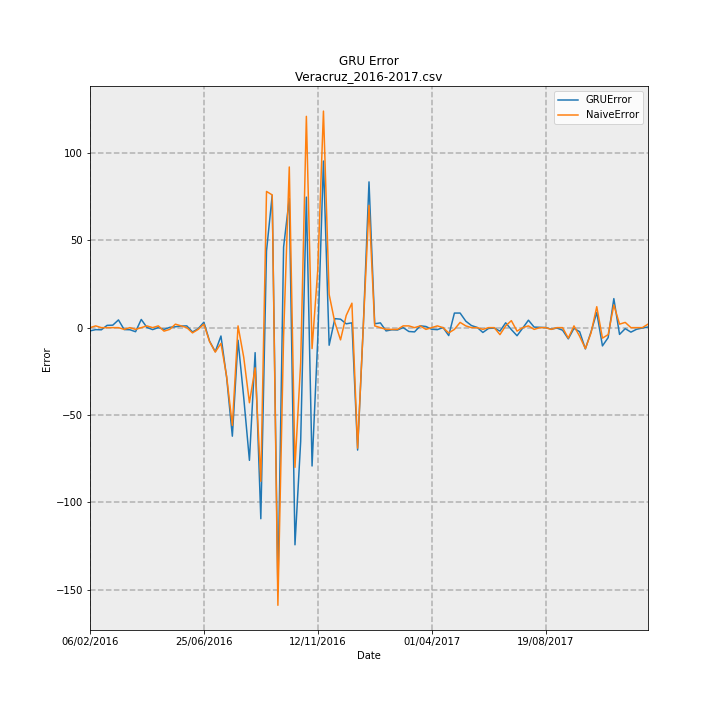 GRU Error
Veracruz_2016-2017.csv
GRUError
NaiveError
100
50
0
−50
−100
−150
Error
06/02/2016
25/06/2016
12/11/2016
01/04/2017
19/08/2017
Date